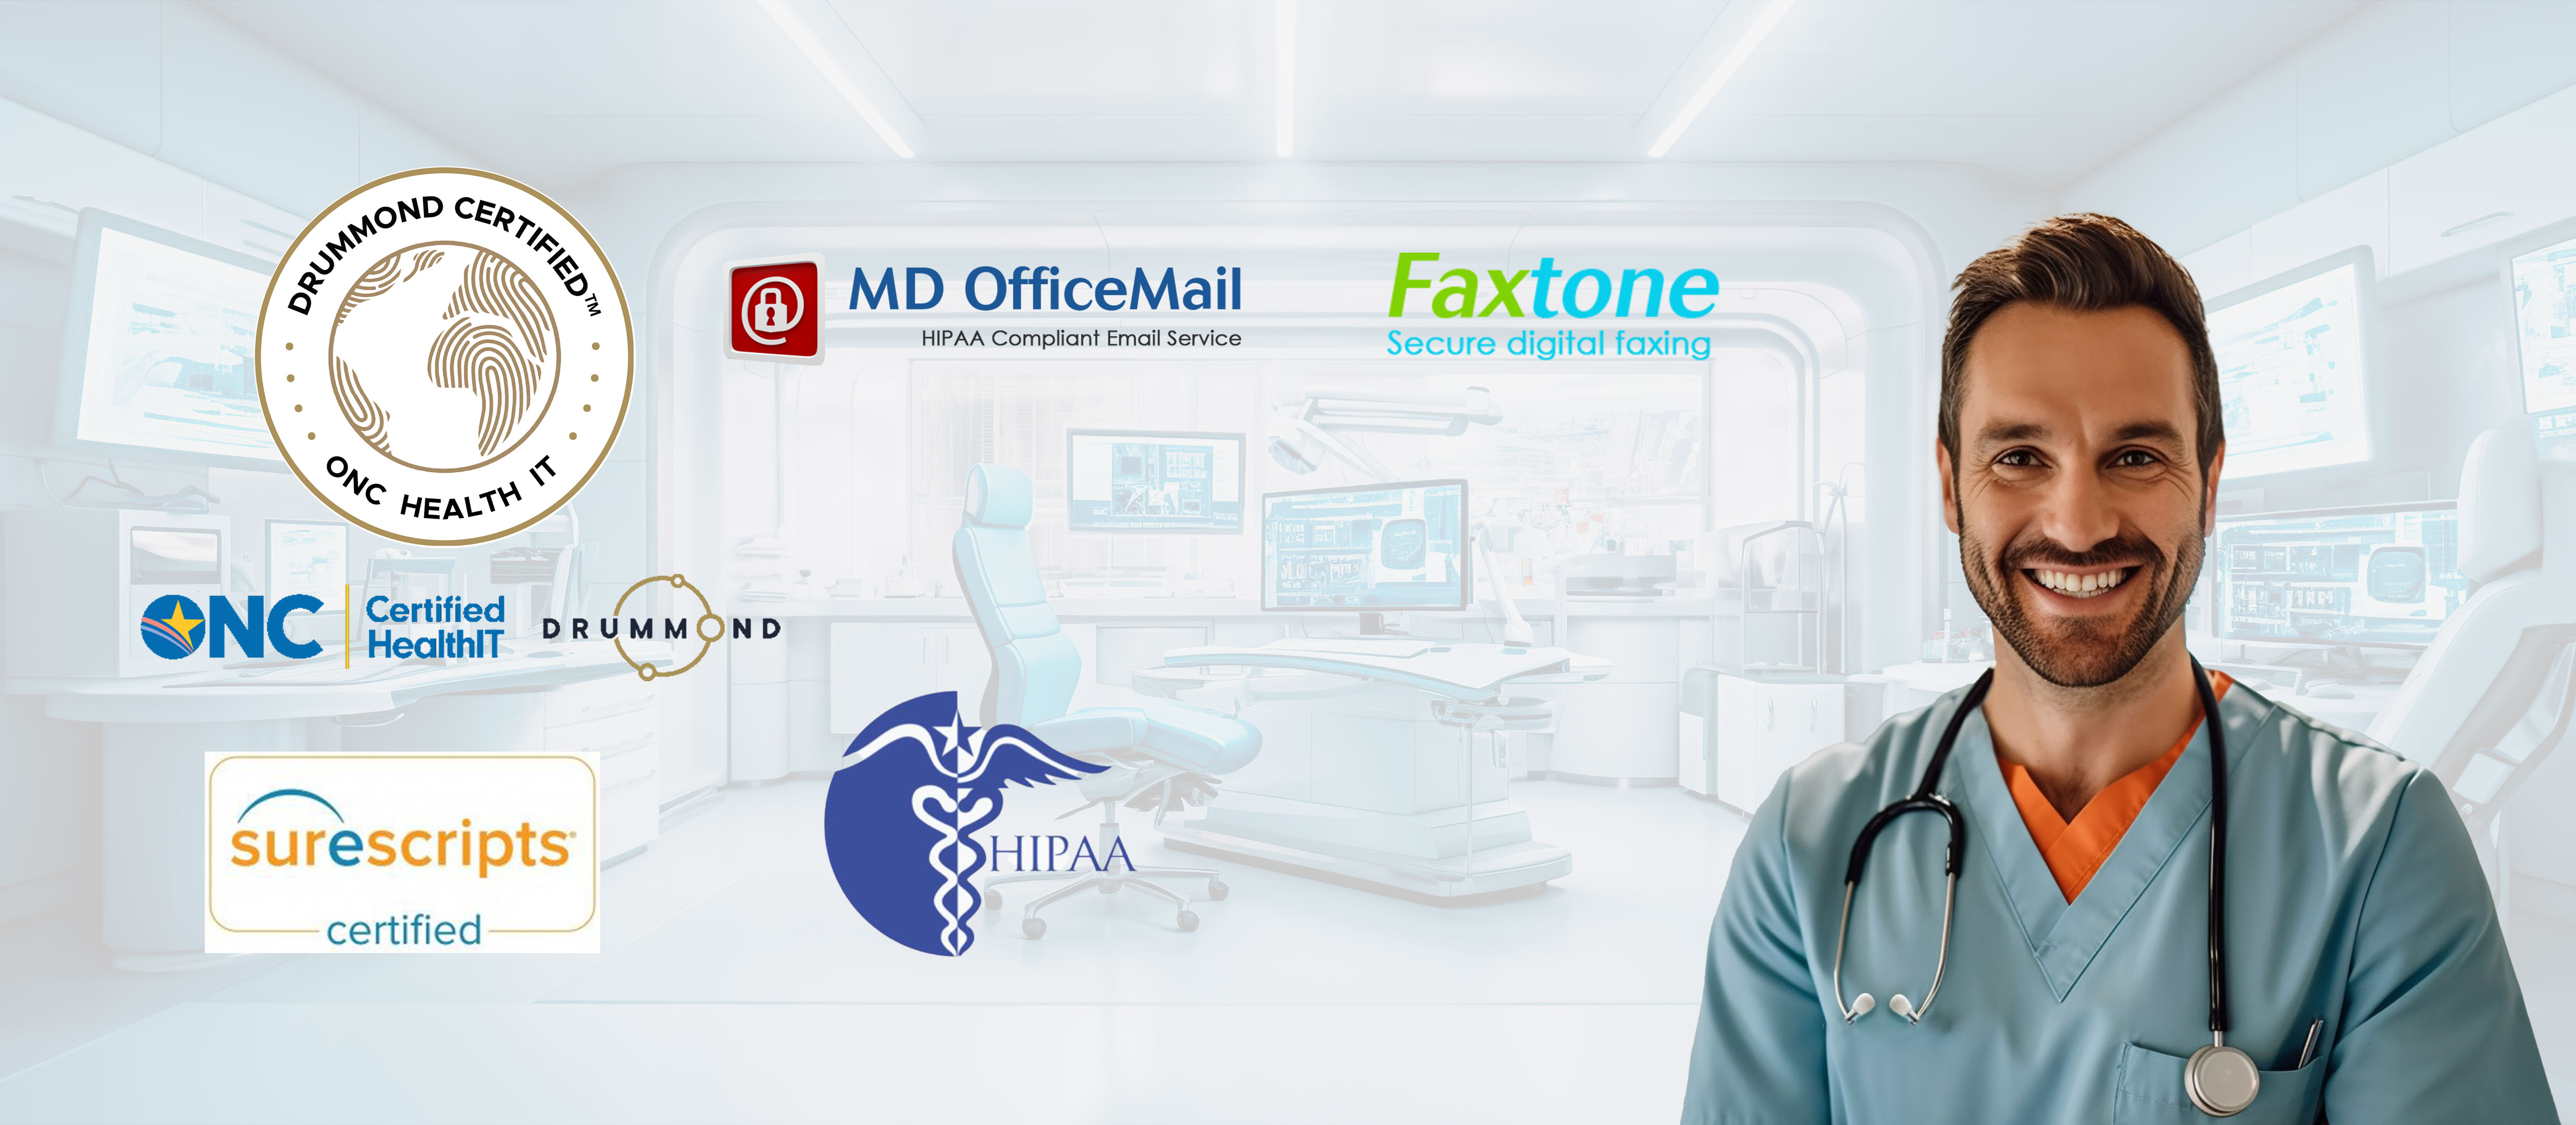 DRUMMOND CERTIFIED™
ONC HEALTH IT
MD OfficeMail
HIPAA Compliant Email Service
Faxtone
Secure digital faxing
ONC
Certified
HealthIT
DRUMMOND
surescripts®
certified
HIPAA